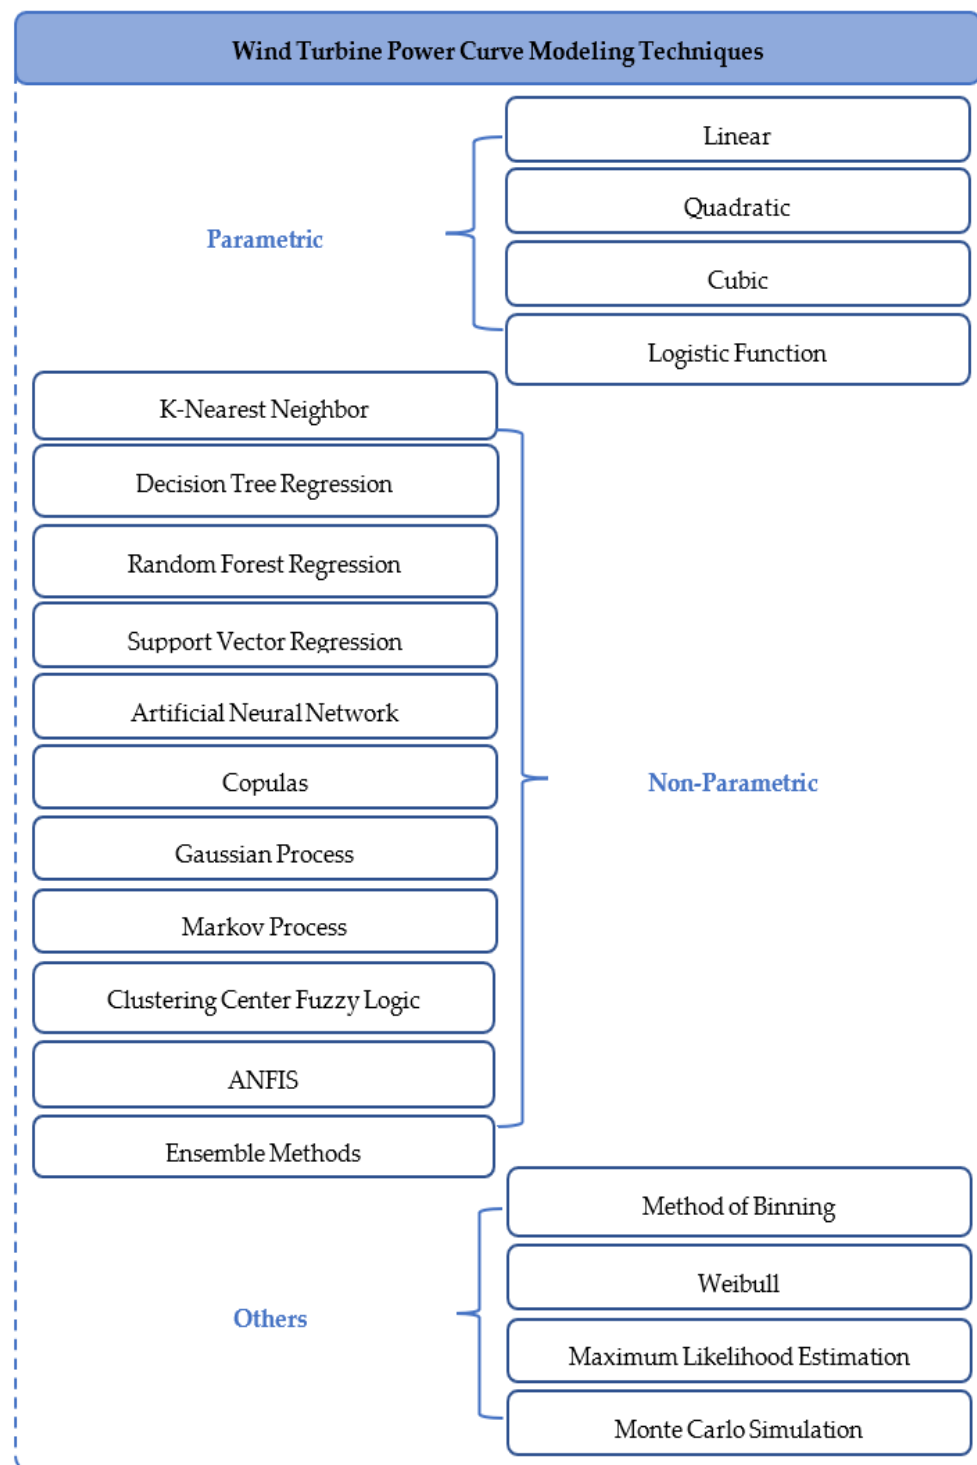 Wind Turbine Power Curve Modeling Techniques
Linear
Quadratic
Parametric
Cubic
Logistic Function
K-Nearest Neighbor
Decision Tree Regression
Random Forest Regression
Support Vector Regression
Artificial Neural Network
Copulas
Non-Parametric
Gaussian Process
Markov Process
Clustering Center Fuzzy Logic
ANFIS
Ensemble Methods
Method of Binning
Weibull
Others
Maximum Likelihood Estimation
Monte Carlo Simulation